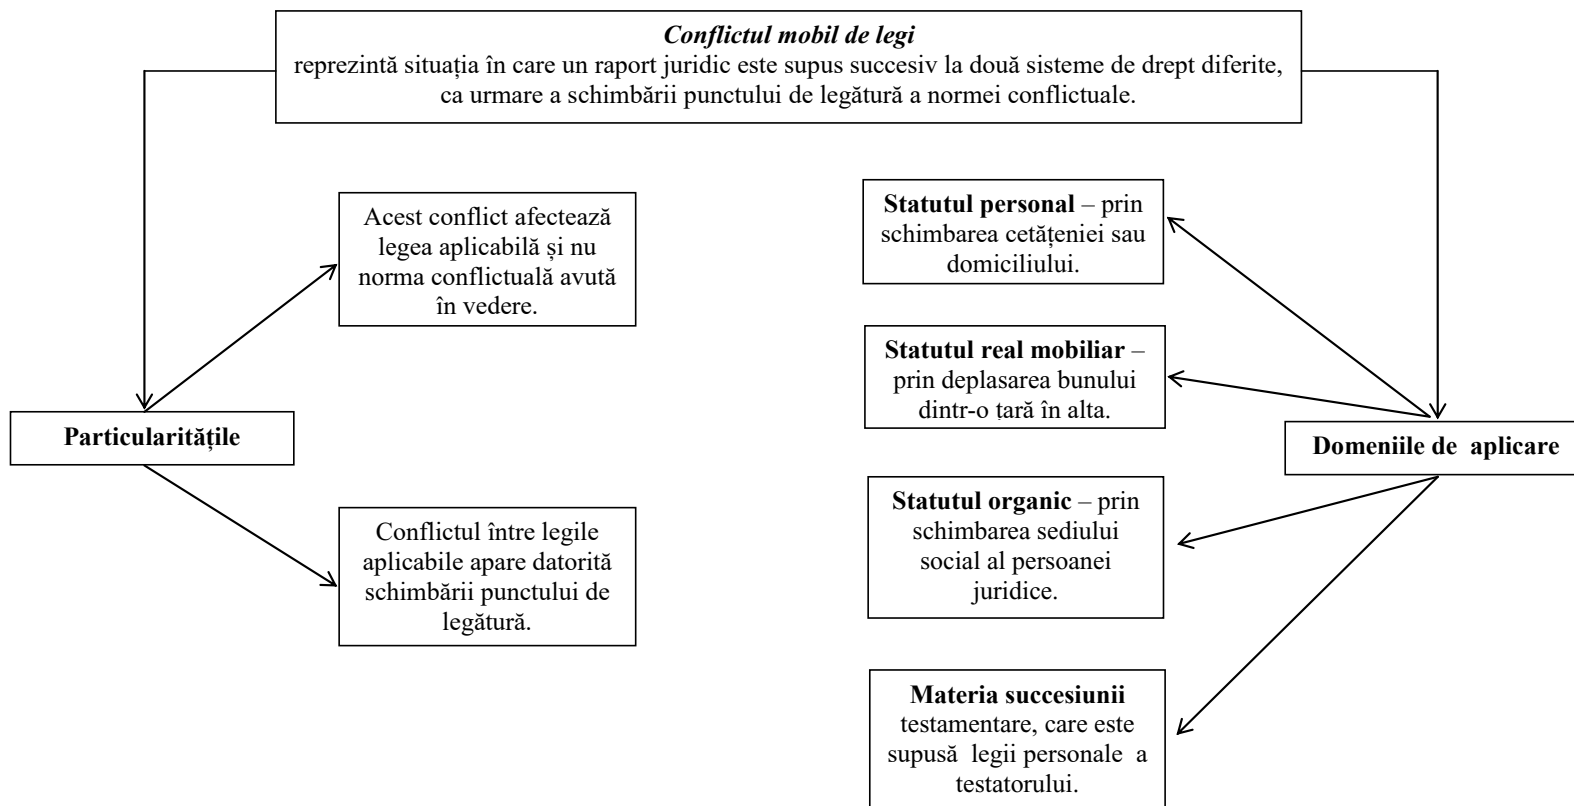 Conflictul mobil de legi
reprezintă situația în care un raport juridic este supus succesiv la două sisteme de drept diferite,
ca urmare a schimbării punctului de legătură a normei conflictuale.
Acest conflict afectează
legea aplicabilă și nu
norma conflictuală avută
în vedere.
Statutul personal – prin
schimbarea cetățeniei sau
domiciliului.
Statutul real mobiliar –
prin deplasarea bunului
dintr-o țară în alta.
Particularitățile
Domeniile de aplicare
Conflictul între legile
aplicabile apare datorită
schimbării punctului de
legătură.
Statutul organic – prin
schimbarea sediului
social al persoanei
juridice.
Materia succesiunii
testamentare, care este
supusă legii personale a
testatorului.